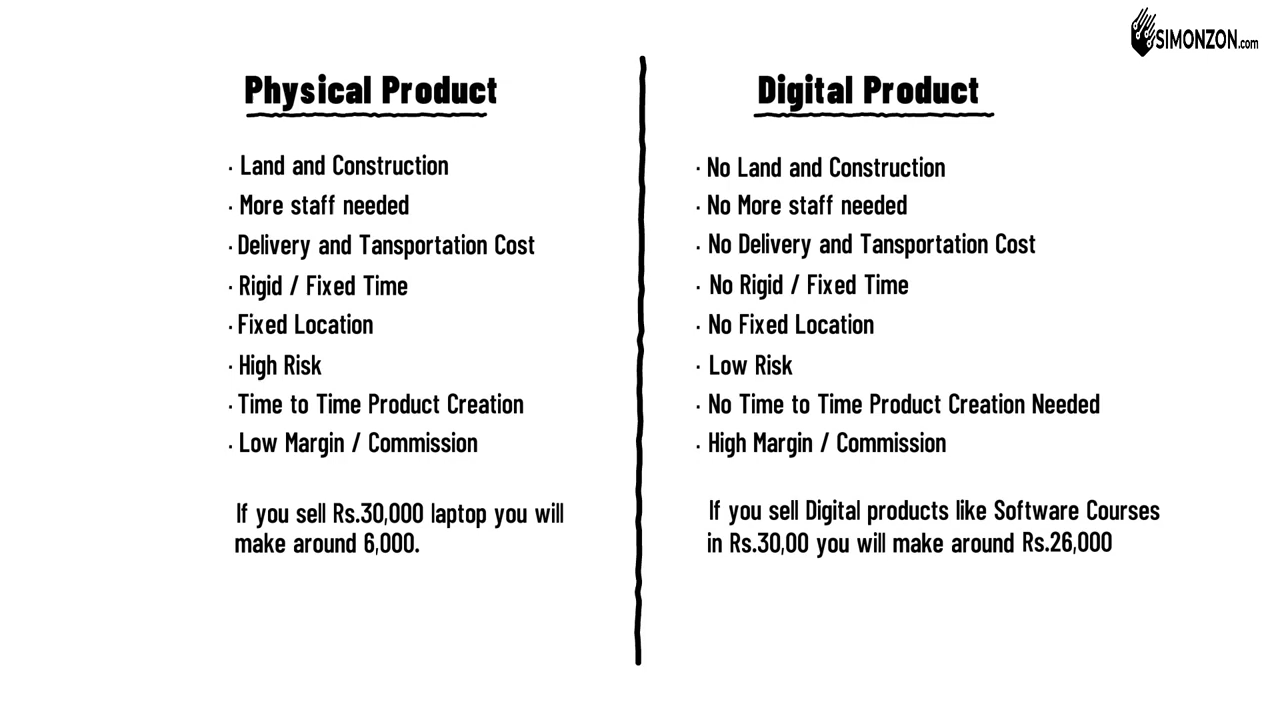 SIMONZON.com
Physical Product
· Land and Construction
· More staff needed
· Delivery and Tansportation Cost
· Rigid / Fixed Time
· Fixed Location
· High Risk
· Time to Time Product Creation
· Low Margin / Commission
If you sell Rs.30,000 laptop you will
make around 6,000.
Digital Product
· No Land and Construction
· No More staff needed
· No Delivery and Tansportation Cost
· No Rigid / Fixed Time
· No Fixed Location
· Low Risk
· No Time to Time Product Creation Needed
· High Margin / Commission
If you sell Digital products like Software Courses
in Rs.30,00 you will make around Rs.26,000